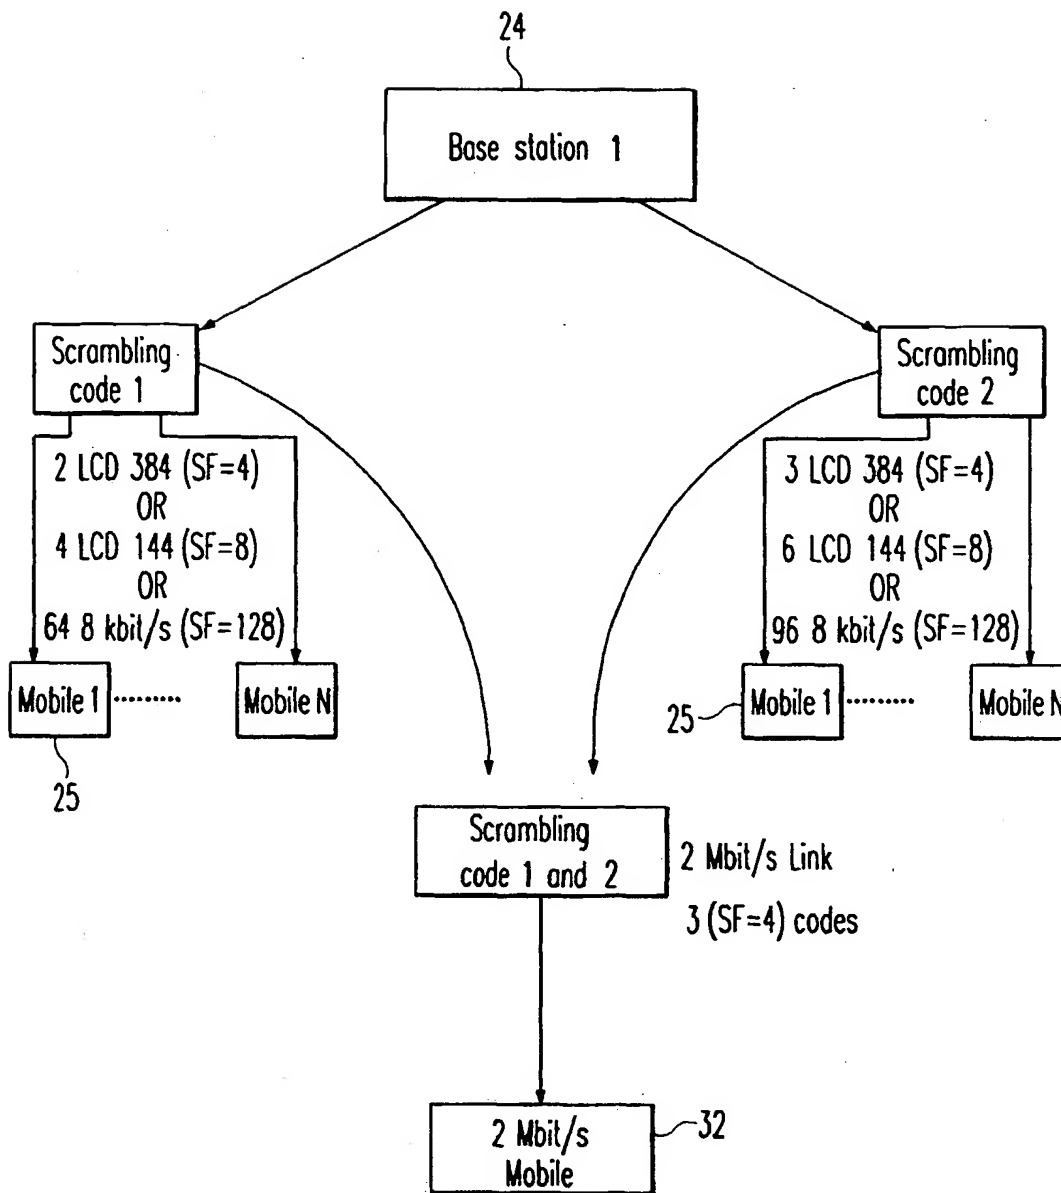 24
Base station 1
Scrambling
code 1
Scrambling
code 2
2 LCD 384 (SF=4)
OR
4 LCD 144 (SF=8)
OR
64 8 kbit/s (SF=128)
3 LCD 384 (SF=4)
OR
6 LCD 144 (SF=8)
OR
96 8 kbit/s (SF=128)
Mobile 1 ........ Mobile N
25
25
Mobile 1 ........ Mobile N
Scrambling
code 1 and 2
2 Mbit/s Link
3 (SF=4) codes
2 Mbit/s
Mobile
32